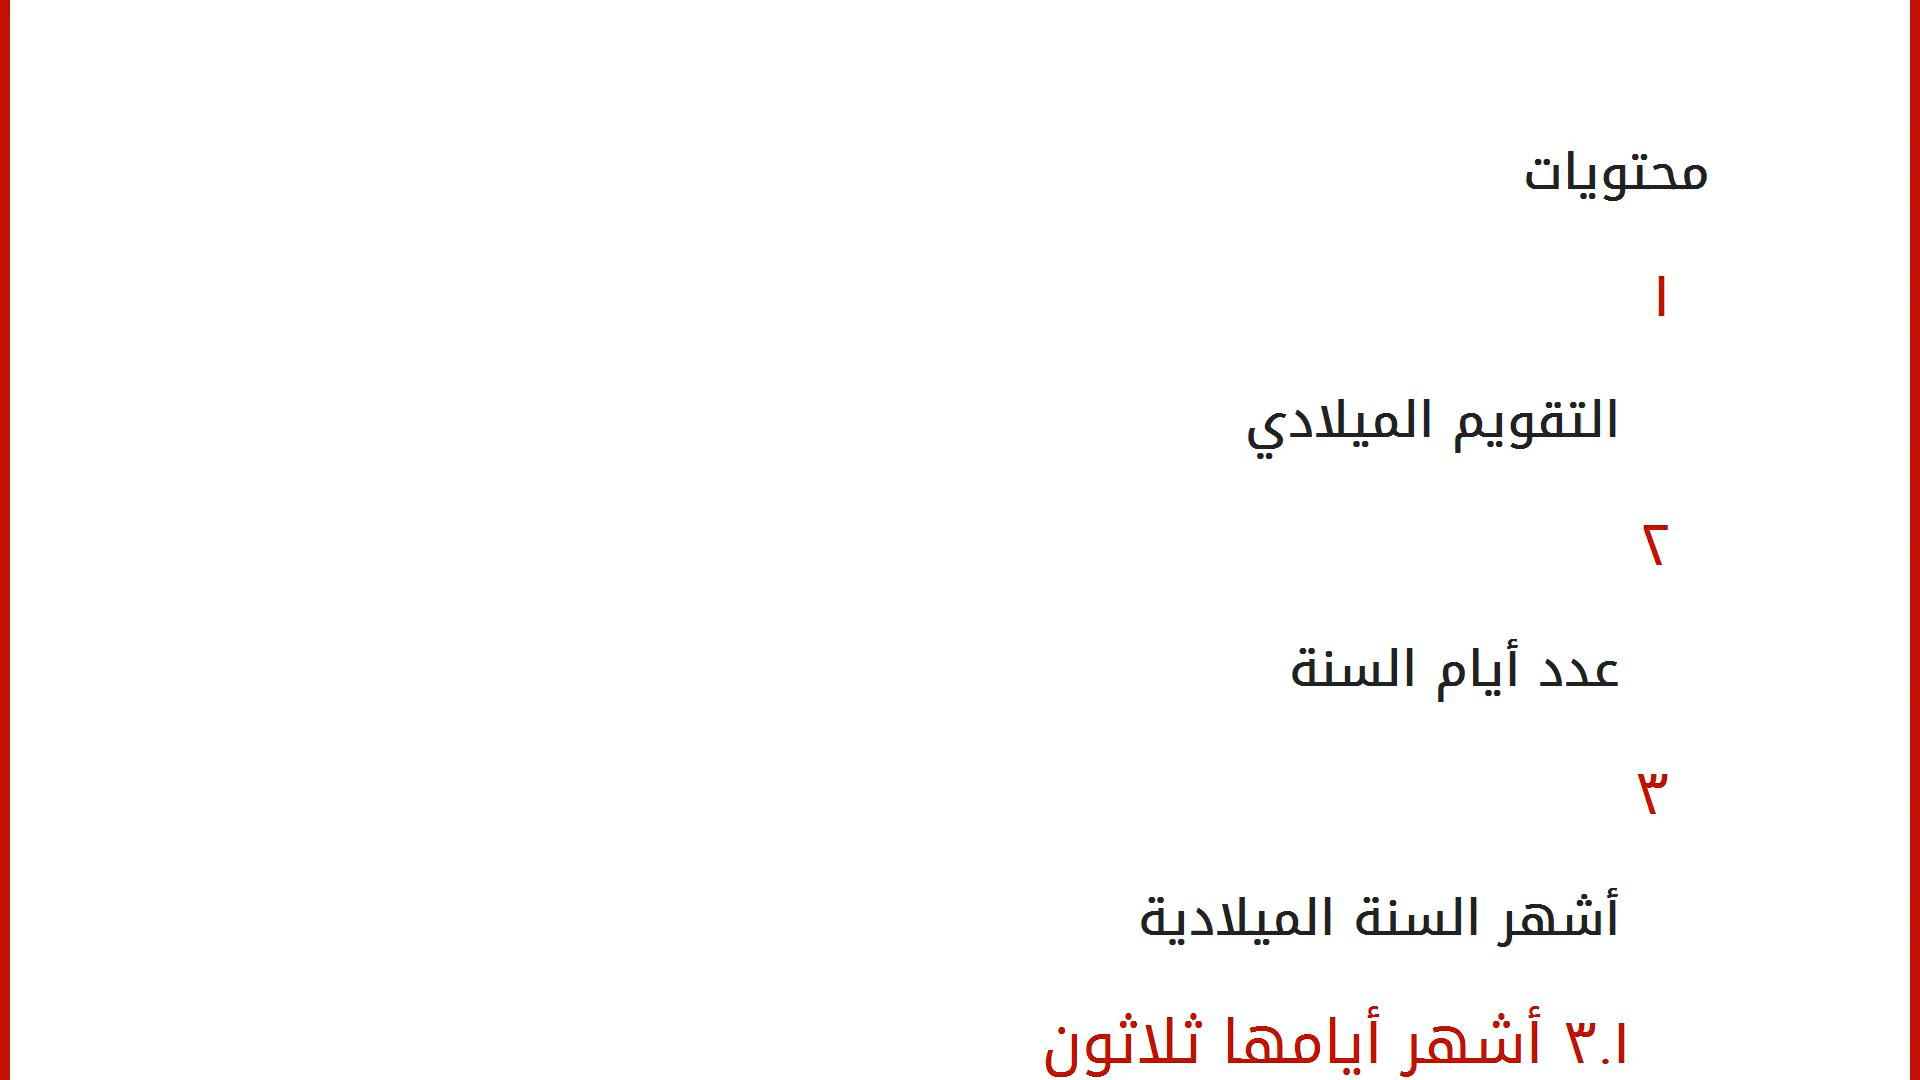 محتويات
١
التقويم الميلادي
٢
عدد أيام السنة
٣
أشهر السنة الميلادية
٣.١ أشهر أيامها ثلاثون